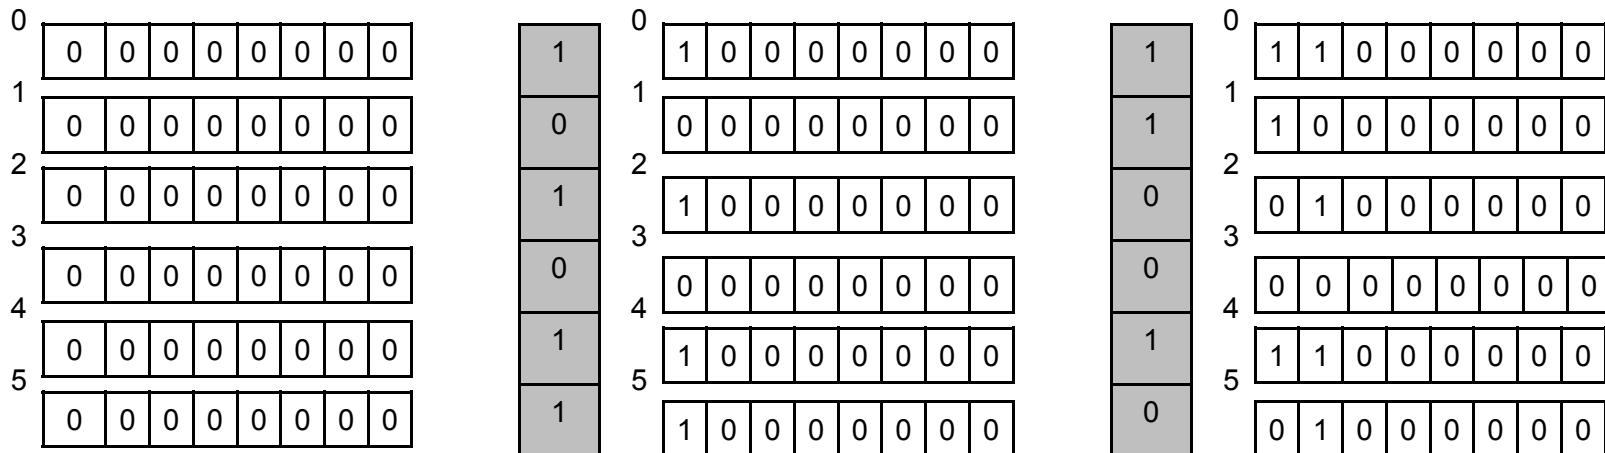 0 0 0
0 0 0 0 0 0 0 0 1 1 0 0 0 0 0 0 0 1 1 1 0 0 0 0 0 0
1 1 1
0 0 0 0 0 0 0 0 0 0 0 0 0 0 0 0 0 1 1 0 0 0 0 0 0 0
2 2 2
0 0 0 0 0 0 0 0 1 1 0 0 0 0 0 0 0 0 0 1 0 0 0 0 0 0
3 3 3
0 0 0 0 0 0 0 0 0 0 0 0 0 0 0 0 0 0 0 0 0 0 0 0 0 0
4 4 4
0 0 0 0 0 0 0 0 1 1 0 0 0 0 0 0 0 1 1 1 0 0 0 0 0 0
5 5 5
0 0 0 0 0 0 0 0 1 1 0 0 0 0 0 0 0 0 0 1 0 0 0 0 0 0